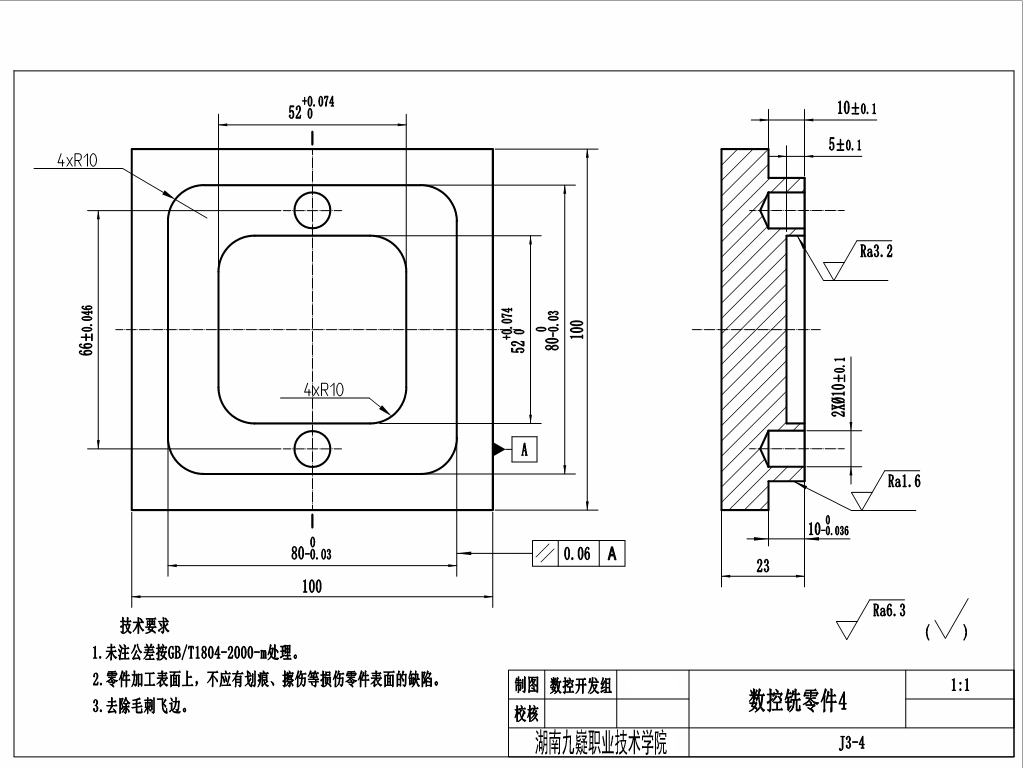 52 +0.074 0
4xR10
66±0.046
4xR10
52 +0.074 0
80 0 -0.03
100
A
80 0 -0.03
0.06 A
100
10±0.1
5±0.1
Ra3.2
2XØ10±0.1
Ra1.6
10 0 -0.036
23
Ra6.3
( )
技术要求
1.未注公差按GB/T1804-2000-m处理。
2.零件加工表面上，不应有划痕、擦伤等损伤零件表面的缺陷。
3.去除毛刺飞边。
制图 数控开发组 数控铣零件4 1:1
校核
湖南九嶷职业技术学院 J3-4